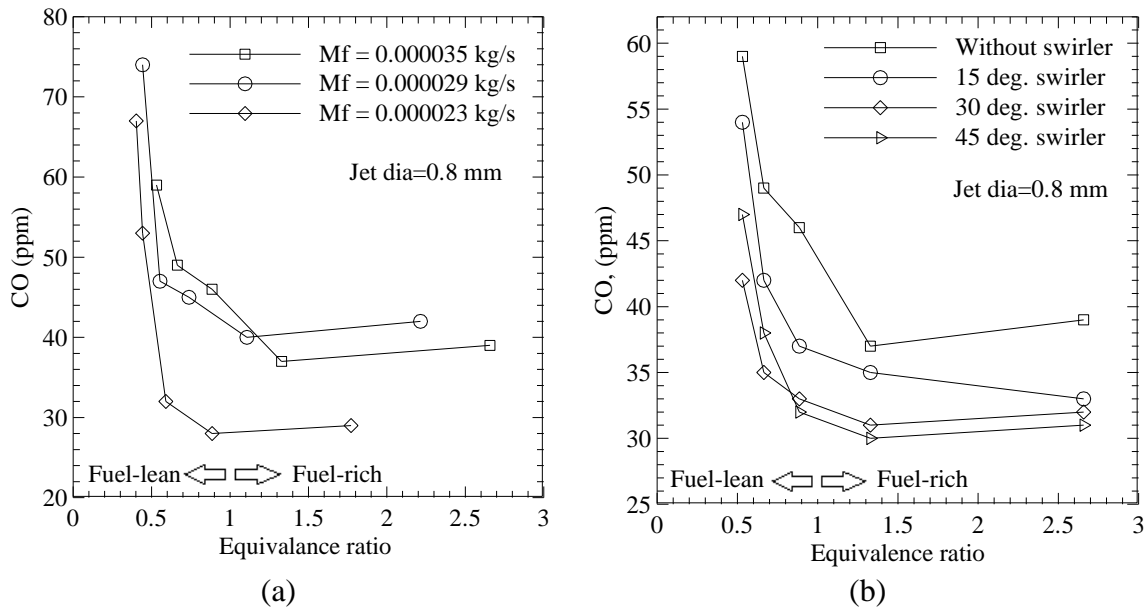 80
70
60
50
40
30
20
CO (ppm)
Mf = 0.000035 kg/s
Mf = 0.000029 kg/s
Mf = 0.000023 kg/s
Jet dia=0.8 mm
Fuel-lean
Fuel-rich
0 0.5 1 1.5 2 2.5 3
Equivalance ratio
(a)
60
55
50
45
40
35
30
25
CO, (ppm)
Without swirler
15 deg. swirler
30 deg. swirler
45 deg. swirler
Jet dia=0.8 mm
Fuel-lean
Fuel-rich
0 0.5 1 1.5 2 2.5 3
Equivalence ratio
(b)